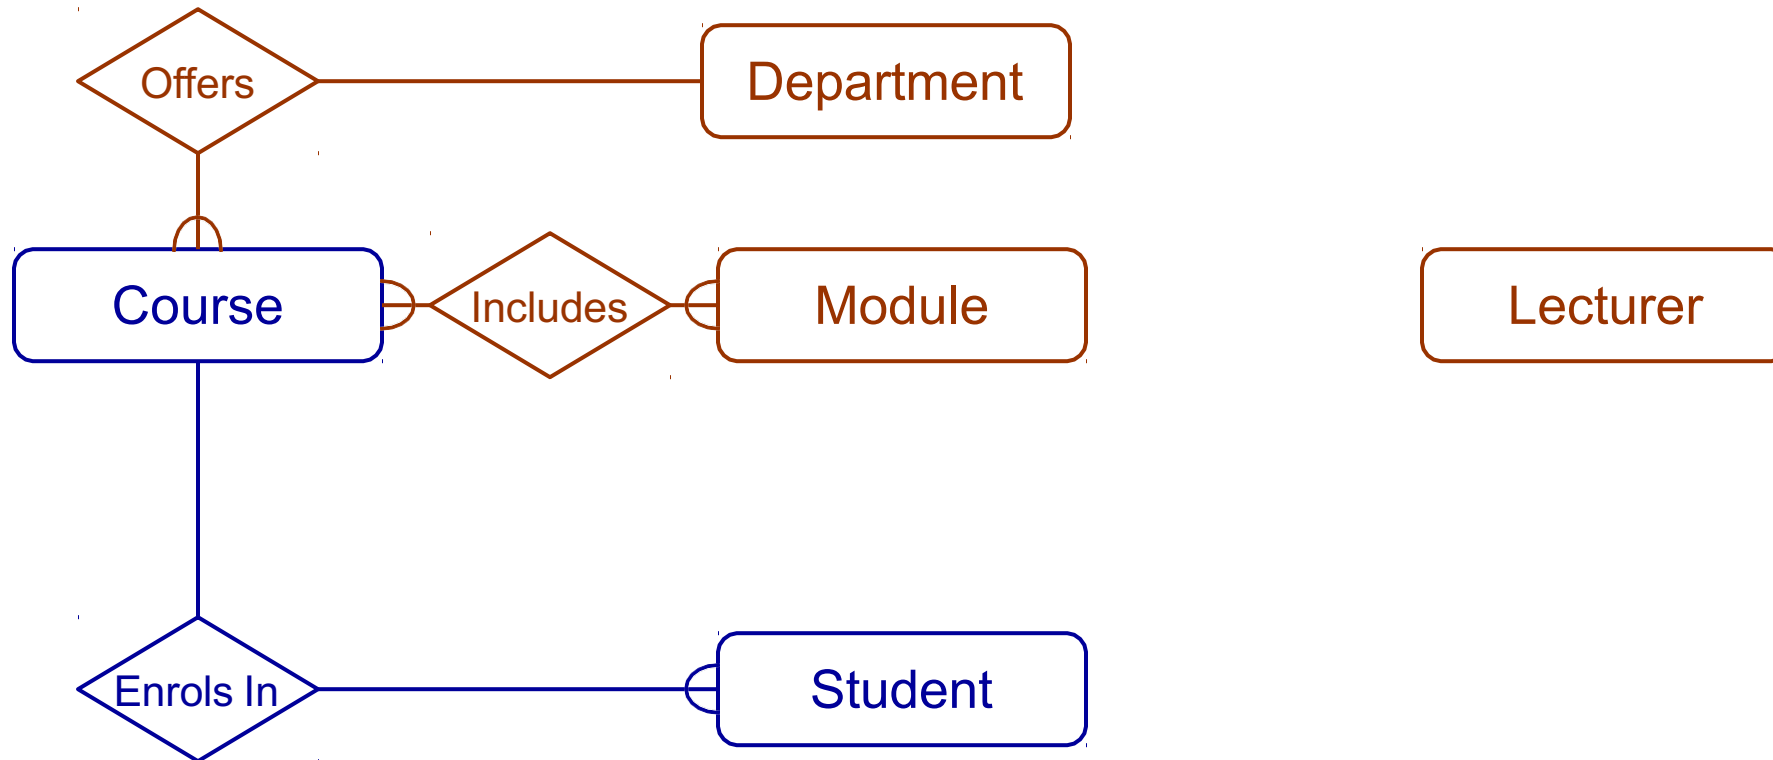 Offers
Department
Course
Includes
Module
Lecturer
Enrols In
Student